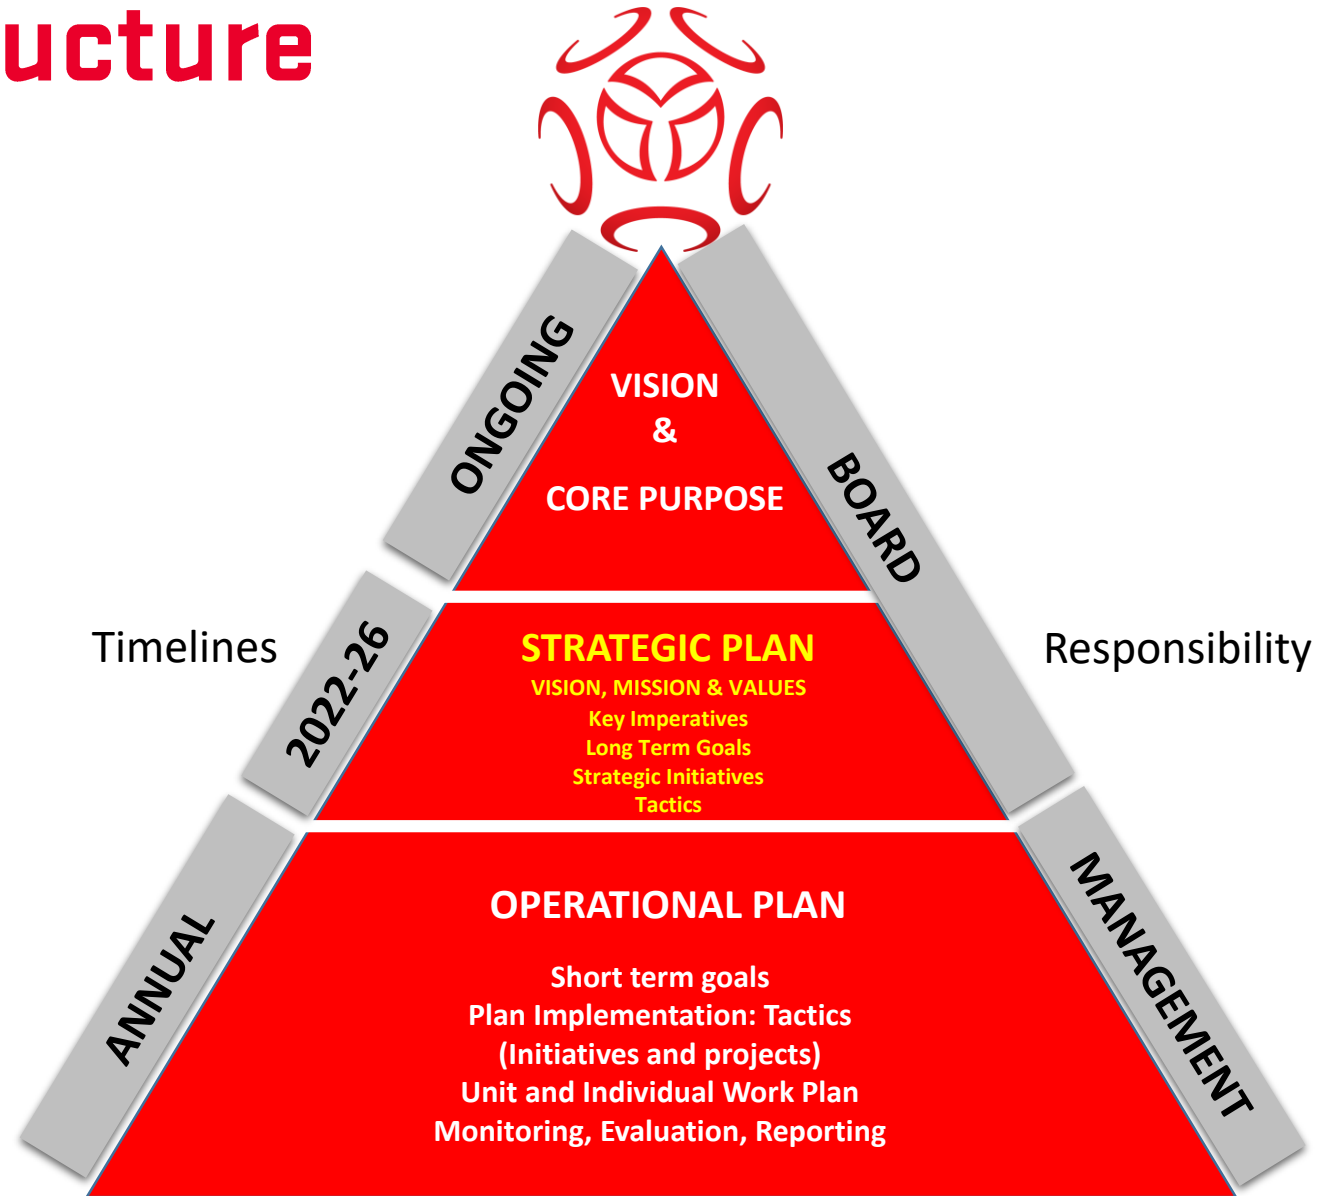 ucture
ONGOING
VISION
&
CORE PURPOSE
BOARD
Timelines
2022-26
STRATEGIC PLAN
VISION, MISSION & VALUES
Key Imperatives
Long Term Goals
Strategic Initiatives
Tactics
Responsibility
ANNUAL
OPERATIONAL PLAN
Short term goals
Plan Implementation: Tactics
(Initiatives and projects)
Unit and Individual Work Plan
Monitoring, Evaluation, Reporting
MANAGEMENT